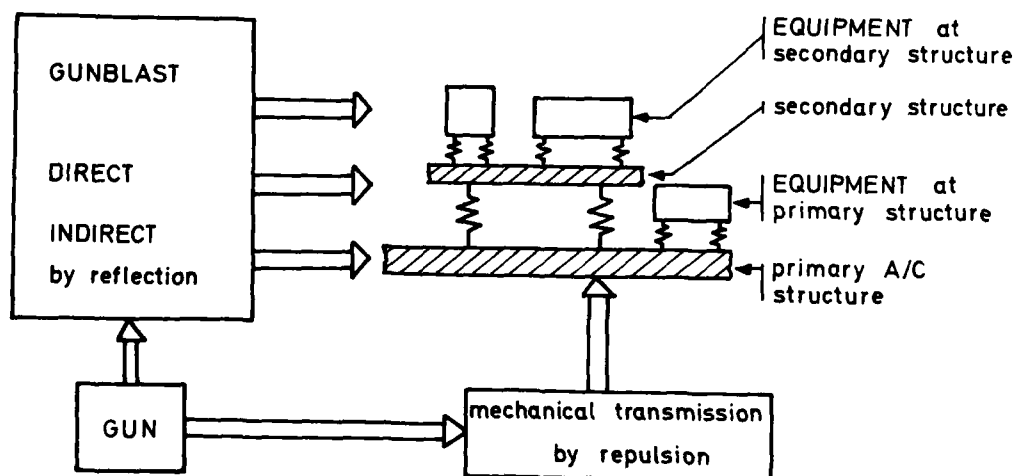 GUNBLAST
DIRECT
INDIRECT
by reflection
EQUIPMENT at
secondary structure
secondary structure
EQUIPMENT at
primary structure
primary A/C
structure
GUN
mechanical transmission
by repulsion